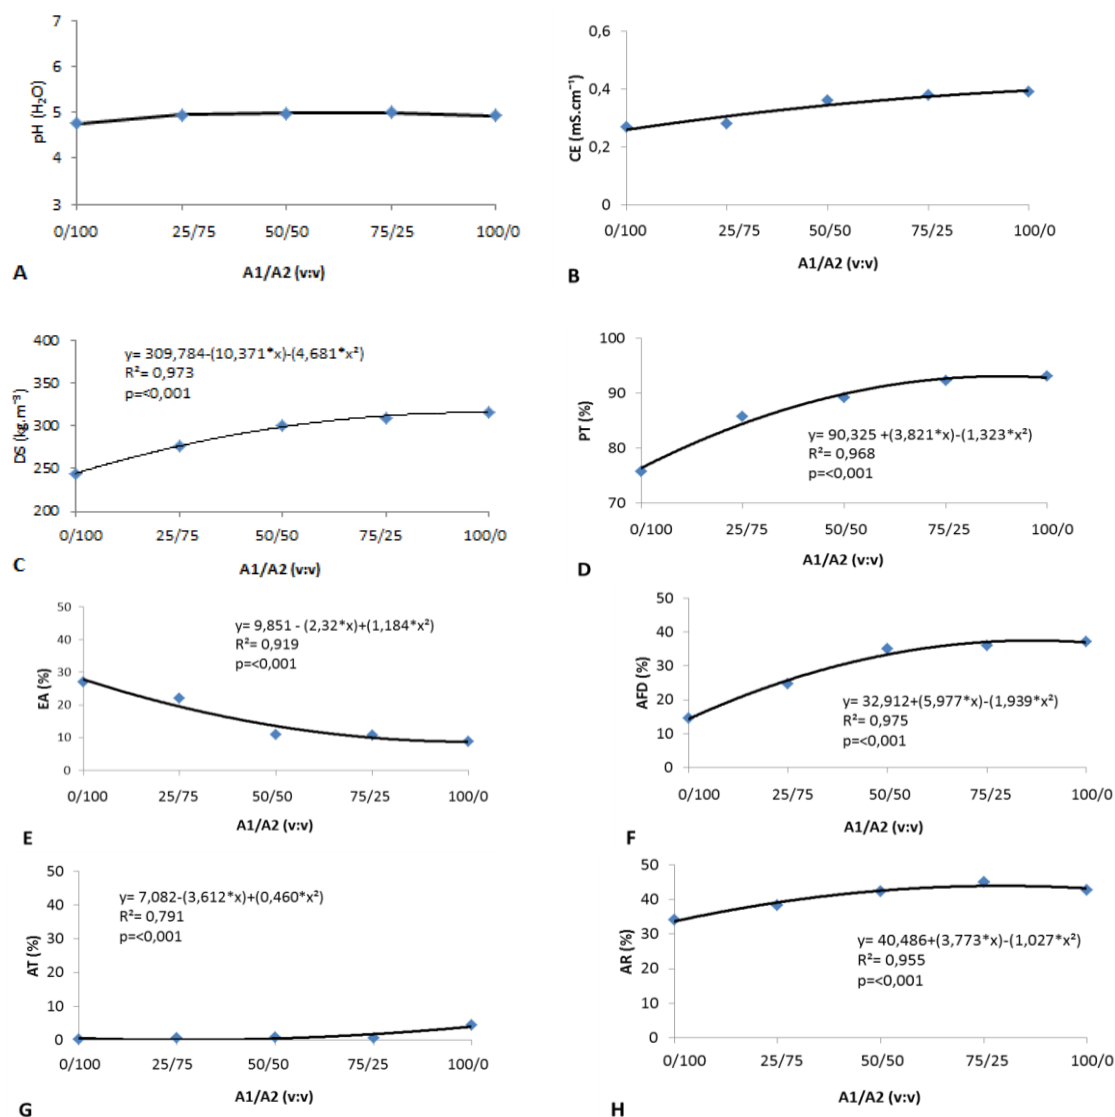 7
6
5
4
3
pH (H₂O)
0/100 25/75 50/50 75/25 100/0
A1/A2 (v:v)
A
0,6
0,4
0,2
0
CE (mS.cm⁻¹)
0/100 25/75 50/50 75/25 100/0
A1/A2 (v:v)
B
400
350
300
250
200
DS (kg.m⁻³)
y= 309,784-(10,371*x)-(4,681*x²)
R²= 0,973
p=<0,001
0/100 25/75 50/50 75/25 100/0
A1/A2 (v:v)
C
100
90
80
70
PT (%)
y= 90,325 +(3,821*x)-(1,323*x²)
R²= 0,968
p=<0,001
0/100 25/75 50/50 75/25 100/0
A1/A2 (v:v)
D
50
40
30
20
10
0
EA (%)
y= 9,851 - (2,32*x)+(1,184*x²)
R²= 0,919
p=<0,001
0/100 25/75 50/50 75/25 100/0
A1/A2 (v:v)
E
50
40
30
20
10
0
AFD (%)
y= 32,912+(5,977*x)-(1,939*x²)
R²= 0,975
p=<0,001
0/100 25/75 50/50 75/25 100/0
A1/A2 (v:v)
F
50
40
30
20
10
0
AT (%)
y= 7,082-(3,612*x)+(0,460*x²)
R²= 0,791
p=<0,001
0/100 25/75 50/50 75/25 100/0
A1/A2 (v:v)
G
50
40
30
20
10
0
AR (%)
y= 40,486+(3,773*x)-(1,027*x²)
R²= 0,955
p=<0,001
0/100 25/75 50/50 75/25 100/0
A1/A2 (v:v)
H